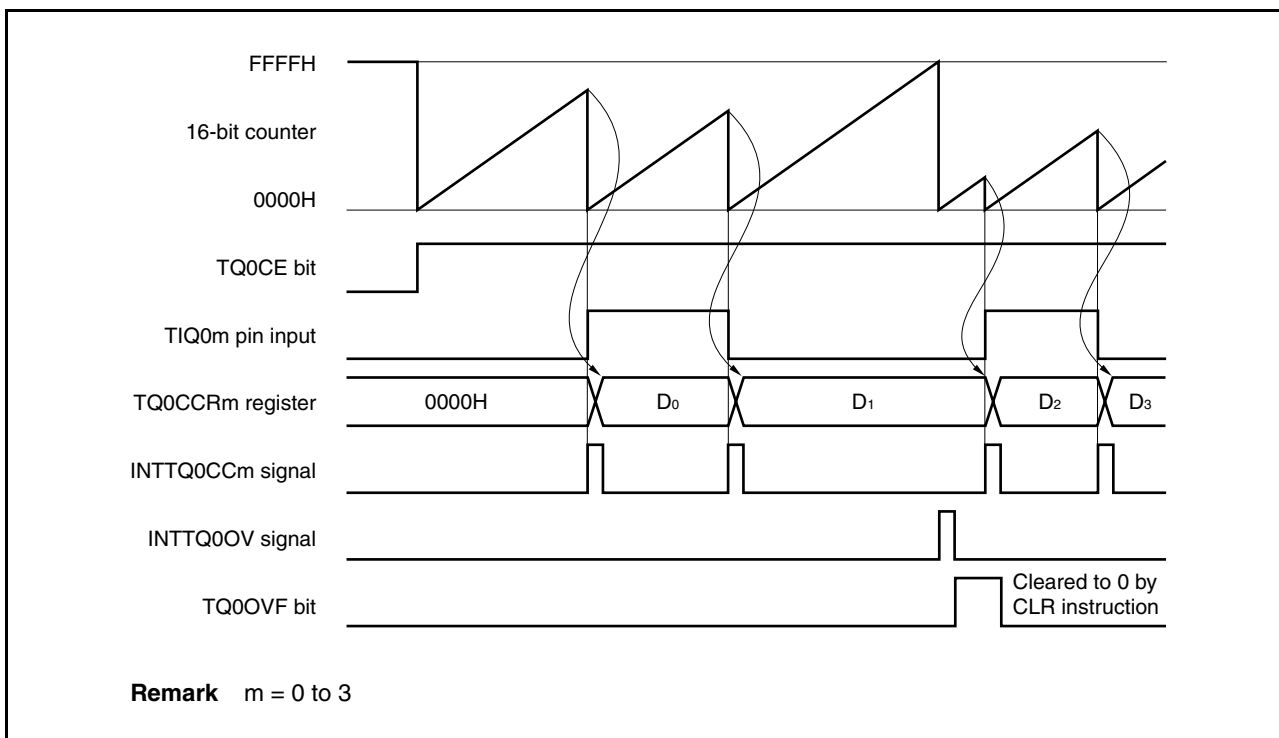 FFFFH
16-bit counter
0000H
TQ0CE bit
TIQ0m pin input
TQ0CCRm register
0000H
D0
D1
D2
D3
INTTQ0CCm signal
INTTQ0OV signal
TQ0OVF bit
Cleared to 0 by
CLR instruction
Remark m = 0 to 3